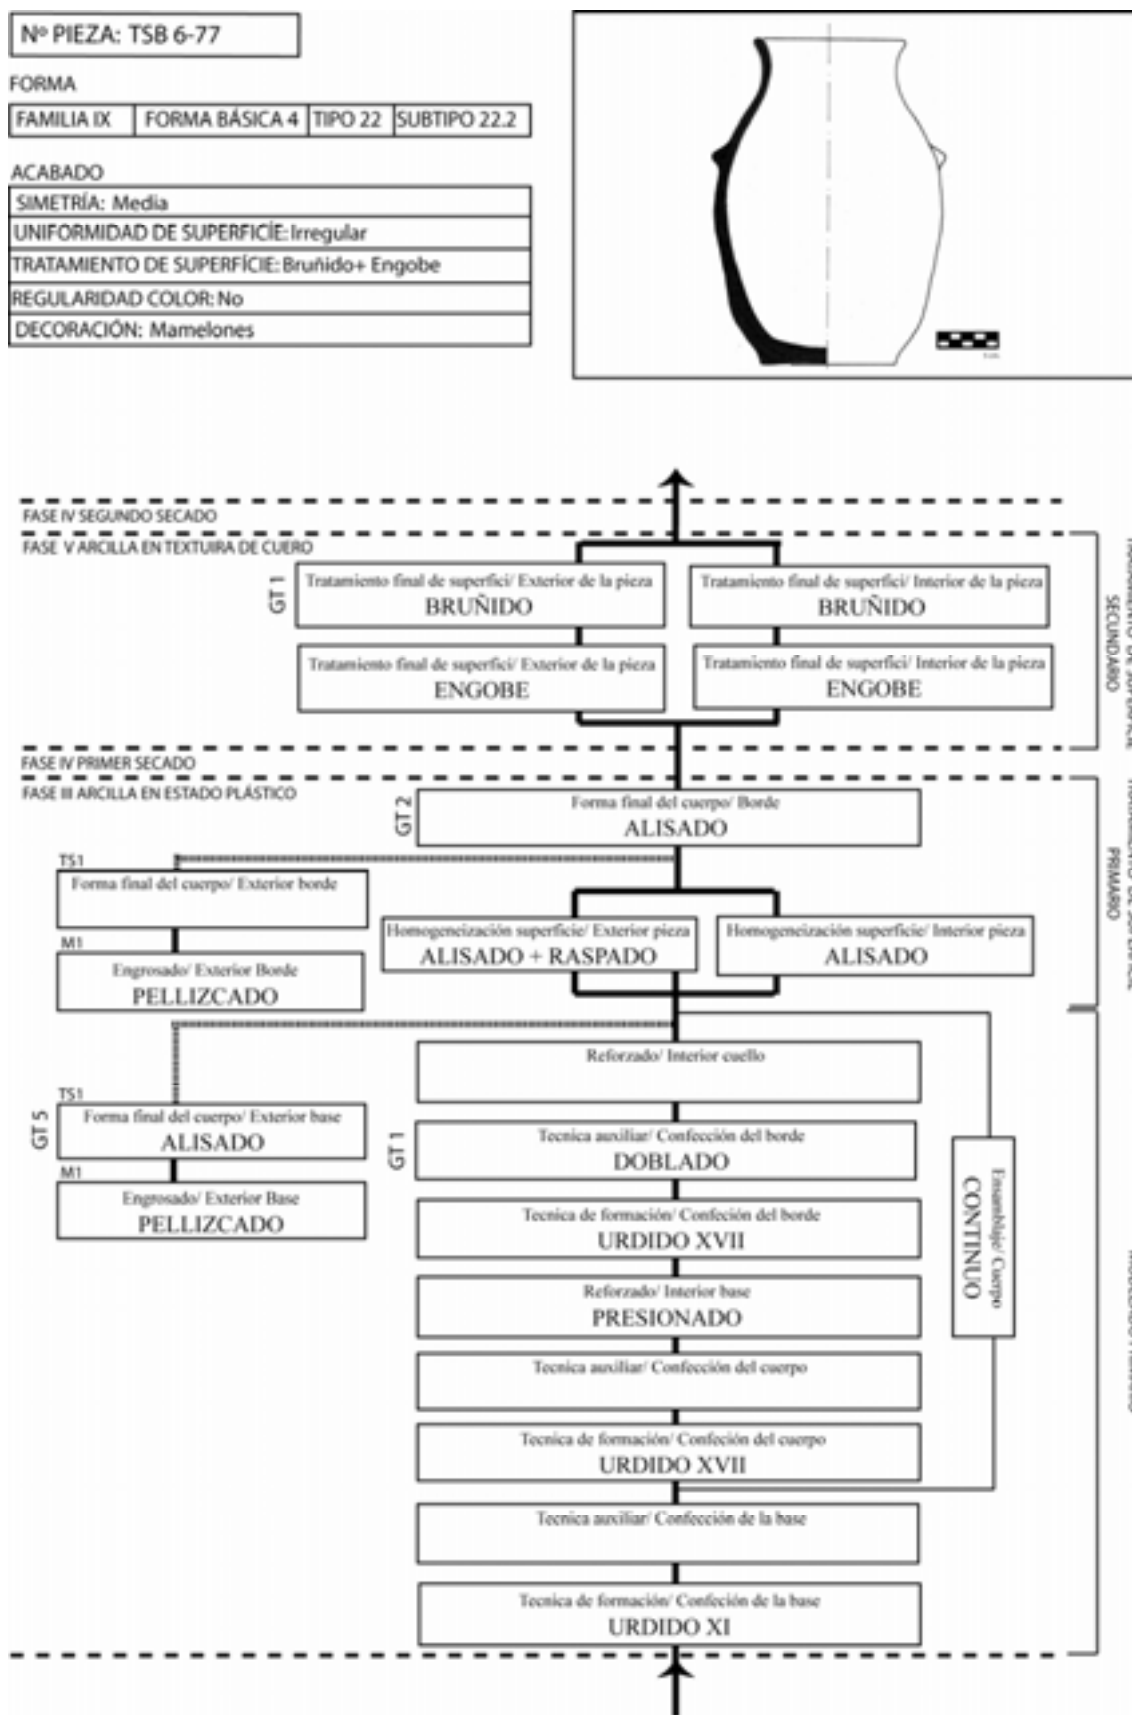 Nº PIEZA: TSB 6-77
FORMA
FAMILIA IX FORMA BÁSICA 4 TIPO 22 SUBTIPO 22.2
ACABADO
SIMETRÍA: Media
UNIFORMIDAD DE SUPERFICÍE: Irregular
TRATAMIENTO DE SUPERFÍCIE: Bruñido+ Engobe
REGULARIDAD COLOR: No
DECORACIÓN: Mamelones
FASE IV SEGUNDO SECADO
FASE V ARCILLA EN TEXTUIRA DE CUERO
GT 1
Tratamiento final de superfici/ Exterior de la pieza
BRUÑIDO
Tratamiento final de superfici/ Interior de la pieza
BRUÑIDO
Tratamiento final de superfici/ Exterior de la pieza
ENGOBE
Tratamiento final de superfici/ Interior de la pieza
ENGOBE
SECUNDARIO
FASE IV PRIMER SECADO
FASE III ARCILLA EN ESTADO PLÁSTICO
GT 2
Forma final del cuerpo/ Borde
ALISADO
TS1
Forma final del cuerpo/ Exterior borde
M1
Engrosado/ Exterior Borde
PELLIZCADO
Homogeneización superficie/ Exterior pieza
ALISADO + RASPADO
Homogeneización superficie/ Interior pieza
ALISADO
PRIMARIO
Reforzado/ Interior cuello
GT 5
TS1
Forma final del cuerpo/ Exterior base
ALISADO
M1
Engrosado/ Exterior Base
PELLIZCADO
GT 1
Tecnica auxiliar/ Confección del borde
DOBLADO
Tecnica de formación/ Confeción del borde
URDIDO XVII
Reforzado/ Interior base
PRESIONADO
Tecnica auxiliar/ Confección del cuerpo
Tecnica de formación/ Confeción del cuerpo
URDIDO XVII
Ensamblaje/ Cuerpo
CONTINUO
Tecnica auxiliar/ Confección de la base
Tecnica de formación/ Confeción de la base
URDIDO XI